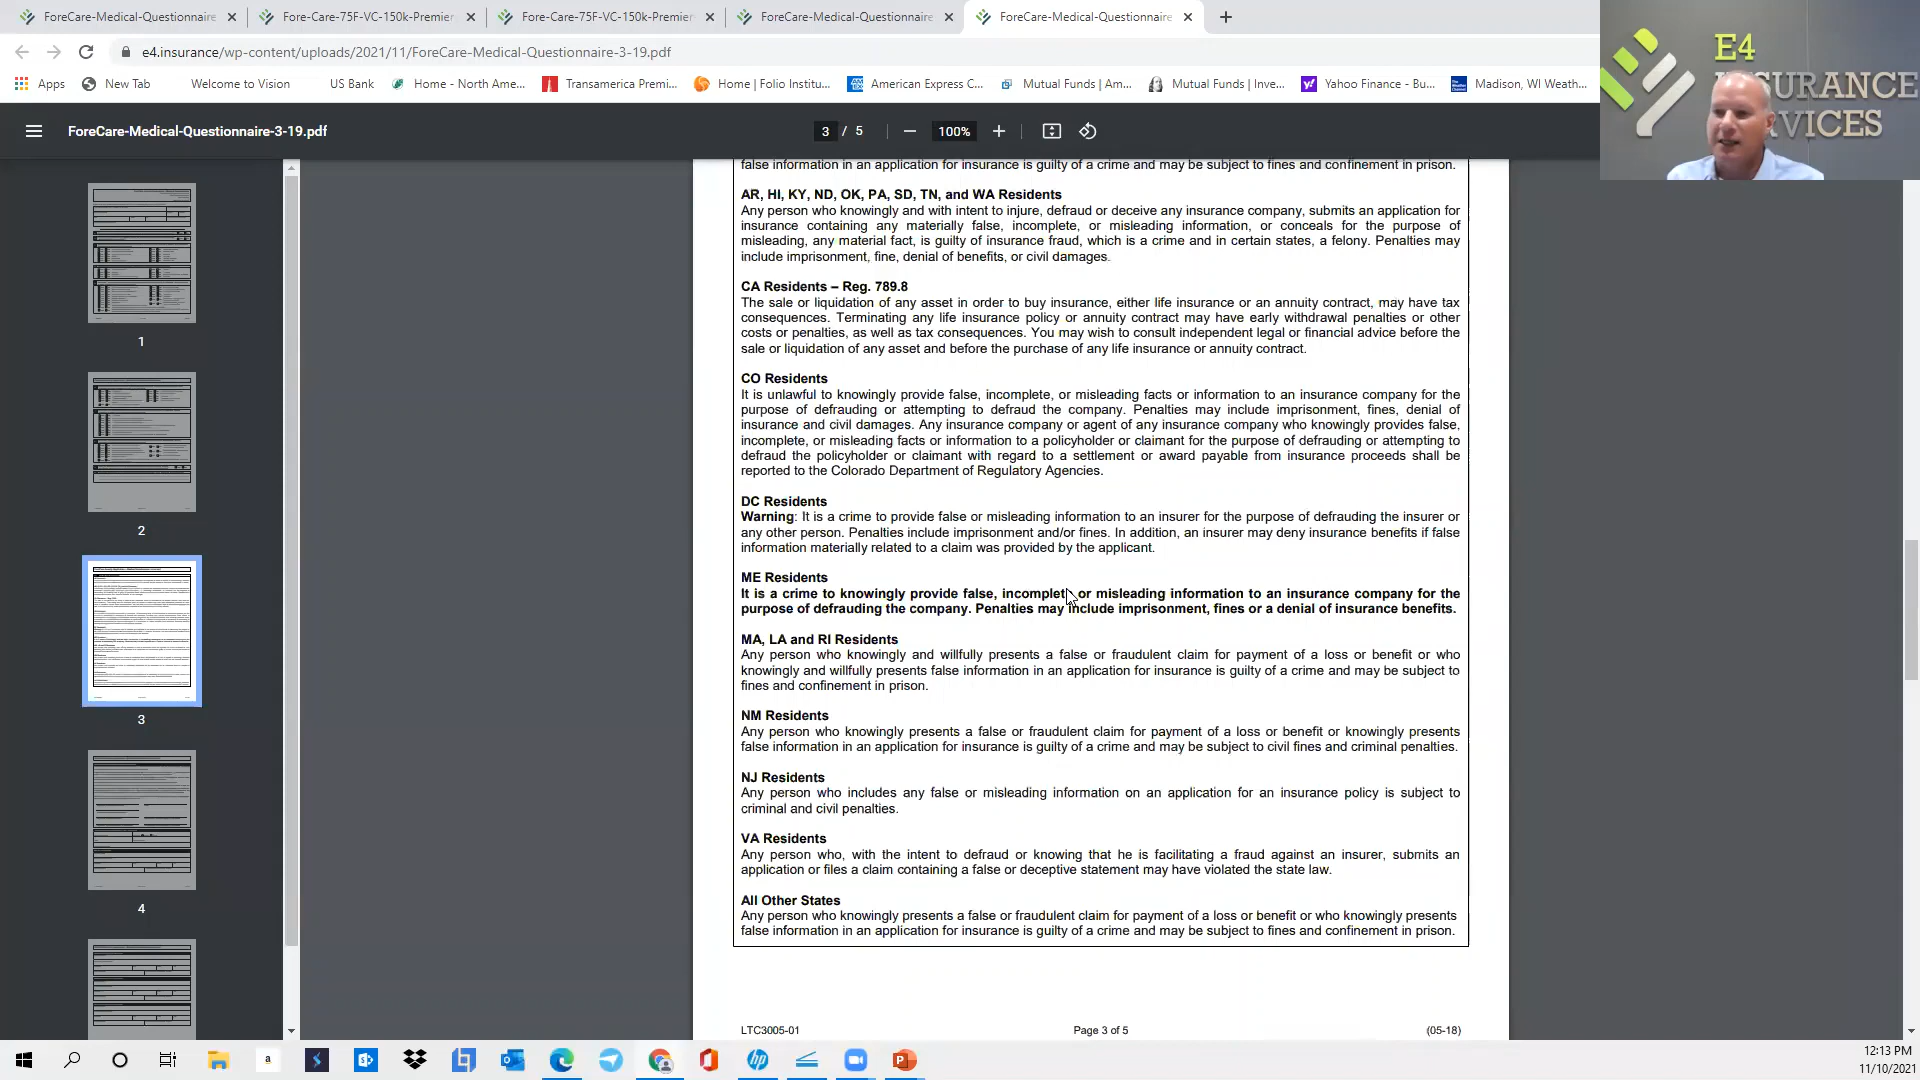 ForeCare-Medical-Questionnaire
Fore-Care-75F-VC-150k-Premier
Fore-Care-75F-VC-150k-Premier
ForeCare-Medical-Questionnaire
ForeCare-Medical-Questionnaire
e4.insurance/wp-content/uploads/2021/11/ForeCare-Medical-Questionnaire-3-19.pdf
Apps
New Tab
Welcome to Vision
US Bank
Home - North Ame...
Transamerica Premi...
Home | Folio Institu...
American Express C...
Mutual Funds | Am...
Mutual Funds | Inve...
Yahoo Finance - Bu...
Madison, WI Weath...
E4
SURANCE
VICES
ForeCare-Medical-Questionnaire-3-19.pdf
3 / 5
100%
1
2
3
4
false information in an application for insurance is guilty of a crime and may be subject to fines and confinement in prison.
AR, HI, KY, ND, OK, PA, SD, TN, and WA Residents
Any person who knowingly and with intent to injure, defraud or deceive any insurance company, submits an application for
insurance containing any materially false, incomplete, or misleading information, or conceals for the purpose of
misleading, any material fact, is guilty of insurance fraud, which is a crime and in certain states, a felony. Penalties may
include imprisonment, fine, denial of benefits, or civil damages.
CA Residents – Reg. 789.8
The sale or liquidation of any asset in order to buy insurance, either life insurance or an annuity contract, may have tax
consequences. Terminating any life insurance policy or annuity contract may have early withdrawal penalties or other
costs or penalties, as well as tax consequences. You may wish to consult independent legal or financial advice before the
sale or liquidation of any asset and before the purchase of any life insurance or annuity contract.
CO Residents
It is unlawful to knowingly provide false, incomplete, or misleading facts or information to an insurance company for the
purpose of defrauding or attempting to defraud the company. Penalties may include imprisonment, fines, denial of
insurance and civil damages. Any insurance company or agent of any insurance company who knowingly provides false,
incomplete, or misleading facts or information to a policyholder or claimant for the purpose of defrauding or attempting to
defraud the policyholder or claimant with regard to a settlement or award payable from insurance proceeds shall be
reported to the Colorado Department of Regulatory Agencies.
DC Residents
Warning: It is a crime to provide false or misleading information to an insurer for the purpose of defrauding the insurer or
any other person. Penalties include imprisonment and/or fines. In addition, an insurer may deny insurance benefits if false
information materially related to a claim was provided by the applicant.
ME Residents
It is a crime to knowingly provide false, incomplete or misleading information to an insurance company for the
purpose of defrauding the company. Penalties may include imprisonment, fines or a denial of insurance benefits.
MA, LA and RI Residents
Any person who knowingly and willfully presents a false or fraudulent claim for payment of a loss or benefit or who
knowingly and willfully presents false information in an application for insurance is guilty of a crime and may be subject to
fines and confinement in prison.
NM Residents
Any person who knowingly presents a false or fraudulent claim for payment of a loss or benefit or knowingly presents
false information in an application for insurance is guilty of a crime and may be subject to civil fines and criminal penalties.
NJ Residents
Any person who includes any false or misleading information on an application for an insurance policy is subject to
criminal and civil penalties.
VA Residents
Any person who, with the intent to defraud or knowing that he is facilitating a fraud against an insurer, submits an
application or files a claim containing a false or deceptive statement may have violated the state law.
All Other States
Any person who knowingly presents a false or fraudulent claim for payment of a loss or benefit or who knowingly presents
false information in an application for insurance is guilty of a crime and may be subject to fines and confinement in prison.
LTC3005-01
Page 3 of 5
(05-18)
12:13 PM
11/10/2021